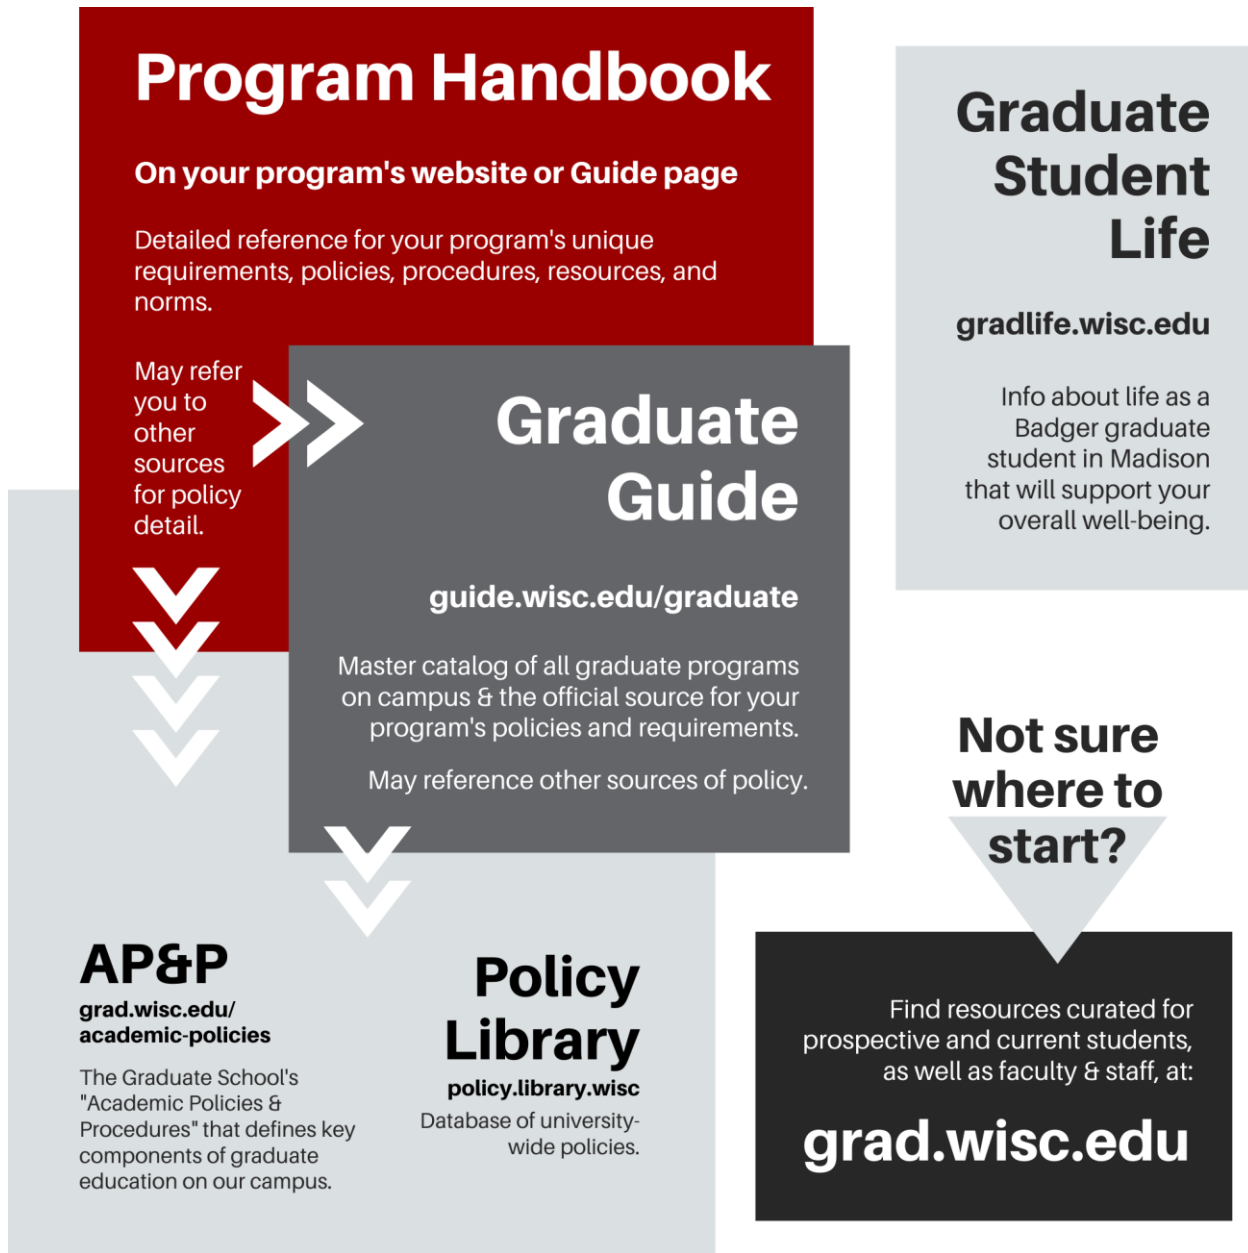 Program Handbook
On your program's website or Guide page
Detailed reference for your program's unique
requirements, policies, procedures, resources, and
norms.
May refer
you to
other
sources
for policy
detail.
Graduate
Guide
guide.wisc.edu/graduate
Master catalog of all graduate programs
on campus & the official source for your
program's policies and requirements.
May reference other sources of policy.
AP&P
grad.wisc.edu/
academic-policies
The Graduate School's
"Academic Policies &
Procedures" that defines key
components of graduate
education on our campus.
Policy
Library
policy.library.wisc
Database of university-
wide policies.
Graduate
Student
Life
gradlife.wisc.edu
Info about life as a
Badger graduate
student in Madison
that will support your
overall well-being.
Not sure
where to
start?
Find resources curated for
prospective and current students,
as well as faculty & staff, at:
grad.wisc.edu